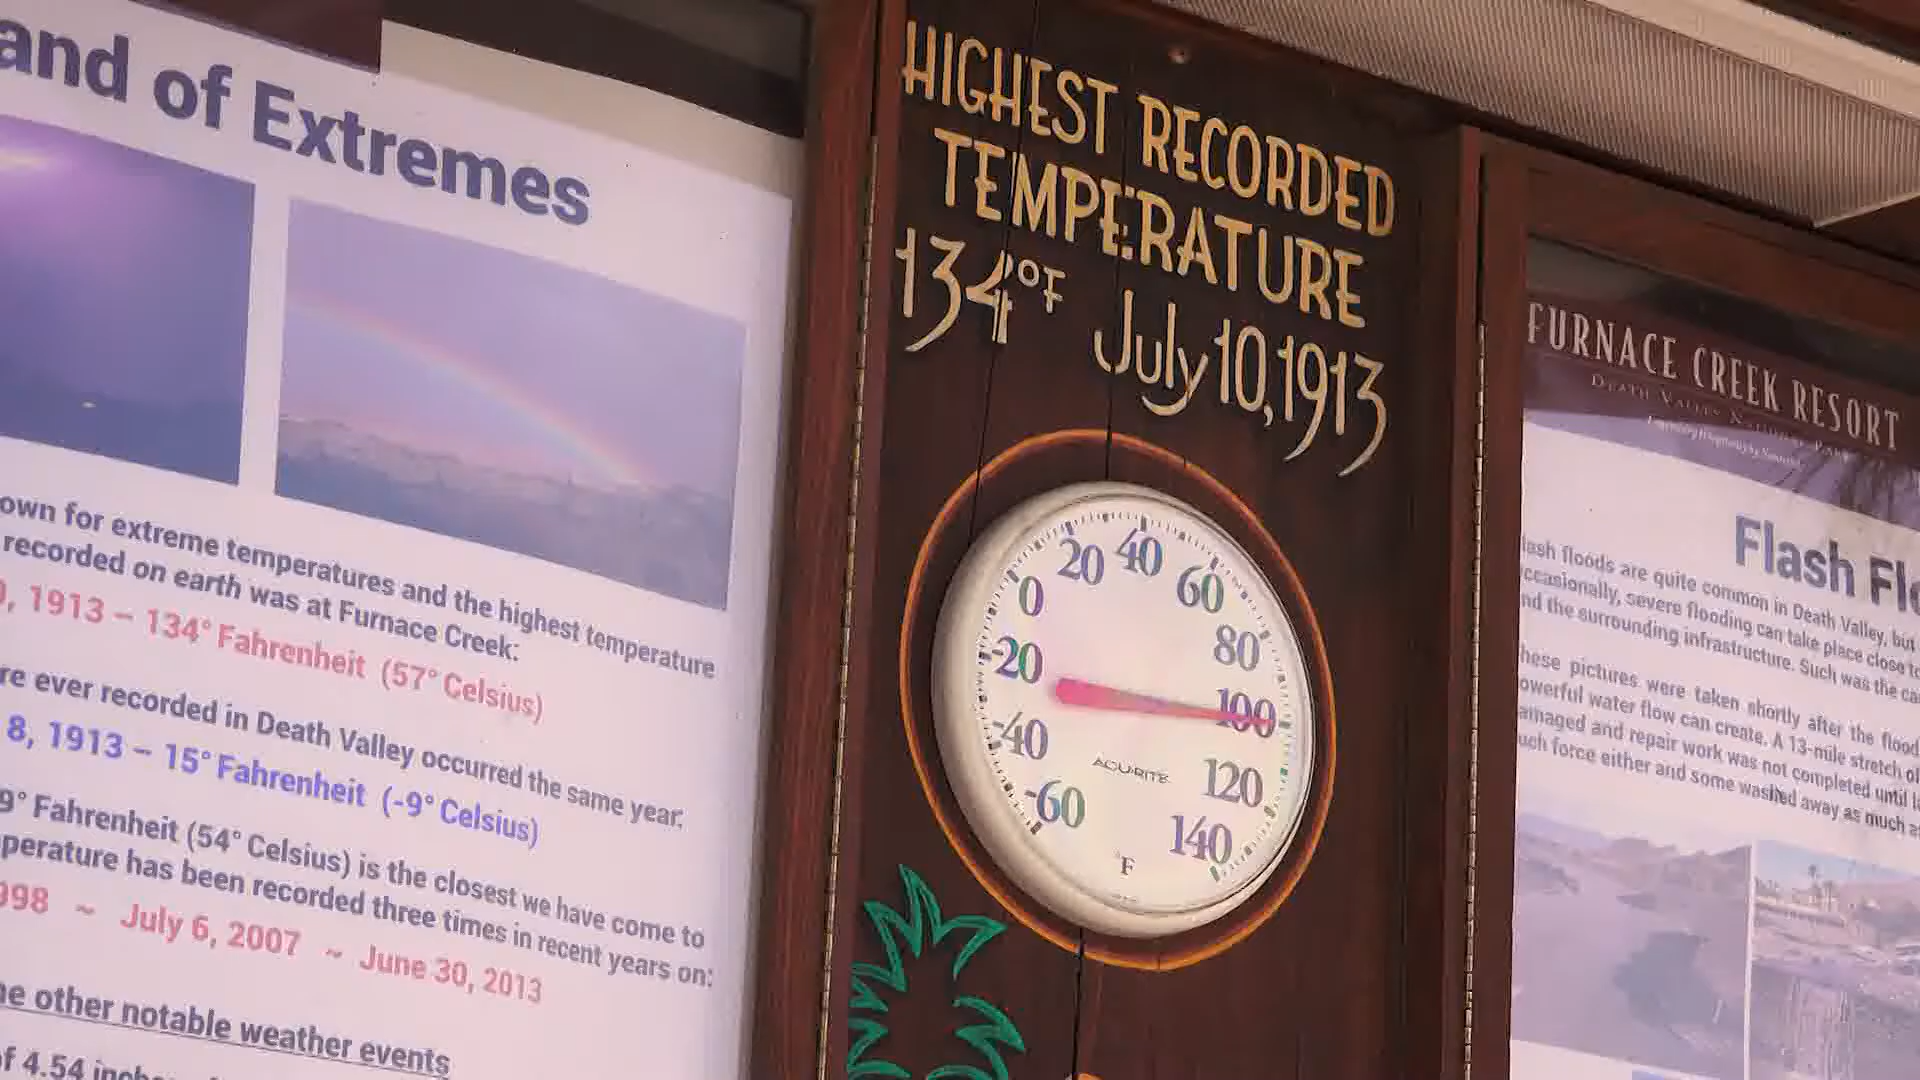 and of Extremes
own for extreme temperatures and the highest temperature
recorded on earth was at Furnace Creek:
, 1913 – 134° Fahrenheit (57° Celsius)
re ever recorded in Death Valley occurred the same year:
8, 1913 – 15° Fahrenheit (-9° Celsius)
9° Fahrenheit (54° Celsius) is the closest we have come to
perature has been recorded three times in recent years on:
998 ~ July 6, 2007 ~ June 30, 2013
ne other notable weather events
of 4.54
HIGHEST RECORDED
TEMPERATURE
134°F July 10, 1913
-60
-40
-20
0
20
40
60
80
100
120
140
ACURITE
°F
FURNACE CREEK RESORT
DEATH VALLEY NATIONAL PARK
Flash Flo
lash floods are quite common in Death Valley, but
ccasionally, severe flooding can take place close to
nd the surrounding infrastructure. Such was the ca
hese pictures were taken shortly after the flood
owerful water flow can create. A 13-mile stretch of
amaged and repair work was not completed until l
uch force either and some washed away as much a